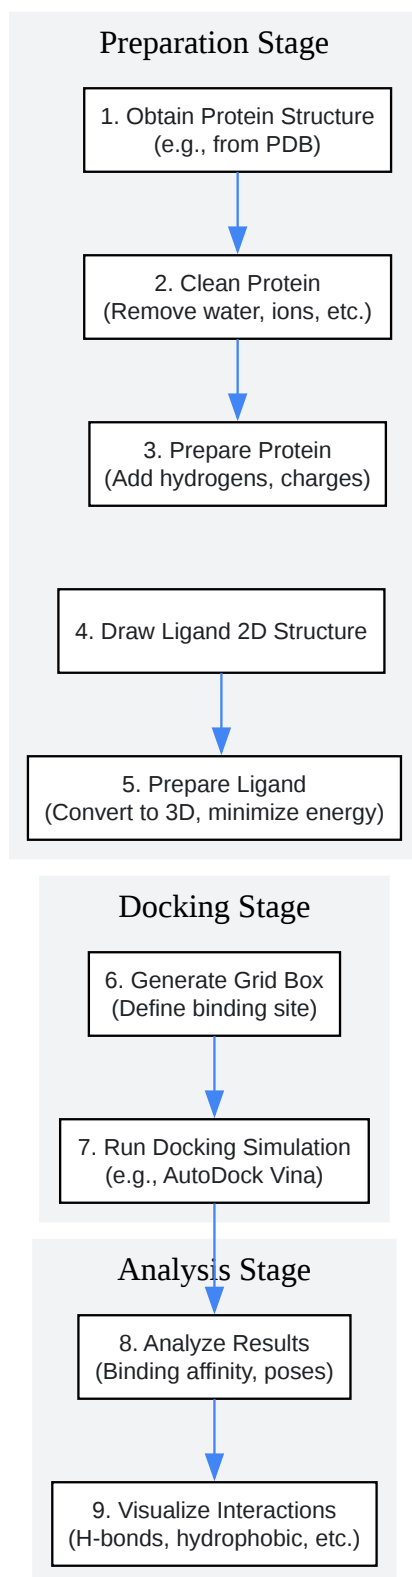 Preparation Stage
1. Obtain Protein Structure
(e.g., from PDB)
2. Clean Protein
(Remove water, ions, etc.)
3. Prepare Protein
(Add hydrogens, charges)
4. Draw Ligand 2D Structure
5. Prepare Ligand
(Convert to 3D, minimize energy)
Docking Stage
6. Generate Grid Box
(Define binding site)
7. Run Docking Simulation
(e.g., AutoDock Vina)
Analysis Stage
8. Analyze Results
(Binding affinity, poses)
9. Visualize Interactions
(H-bonds, hydrophobic, etc.)